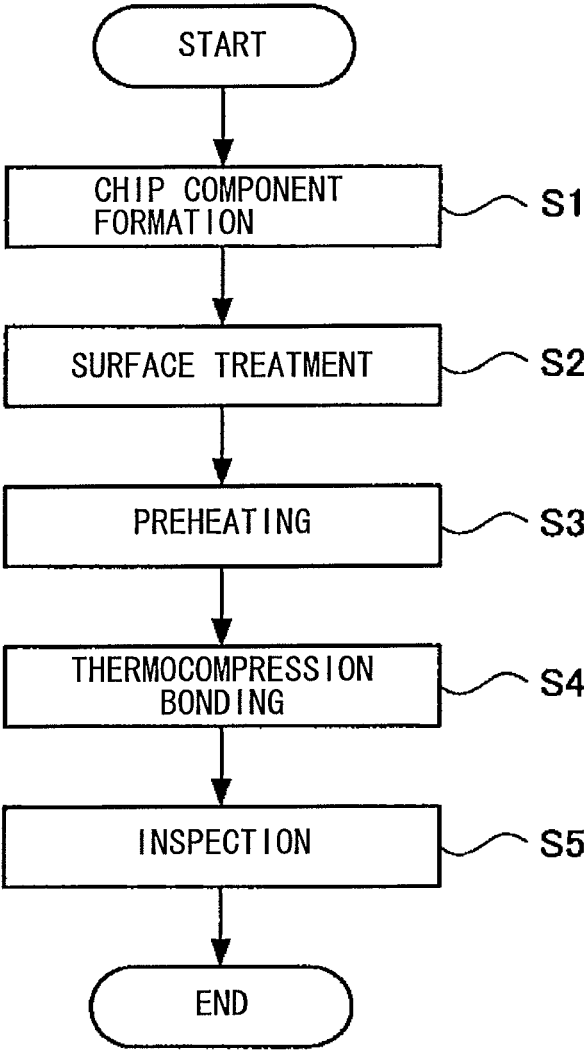 START
CHIP COMPONENT
FORMATION
S1
SURFACE TREATMENT
S2
PREHEATING
S3
THERMOCOMPRESSION
BONDING
S4
INSPECTION
S5
END